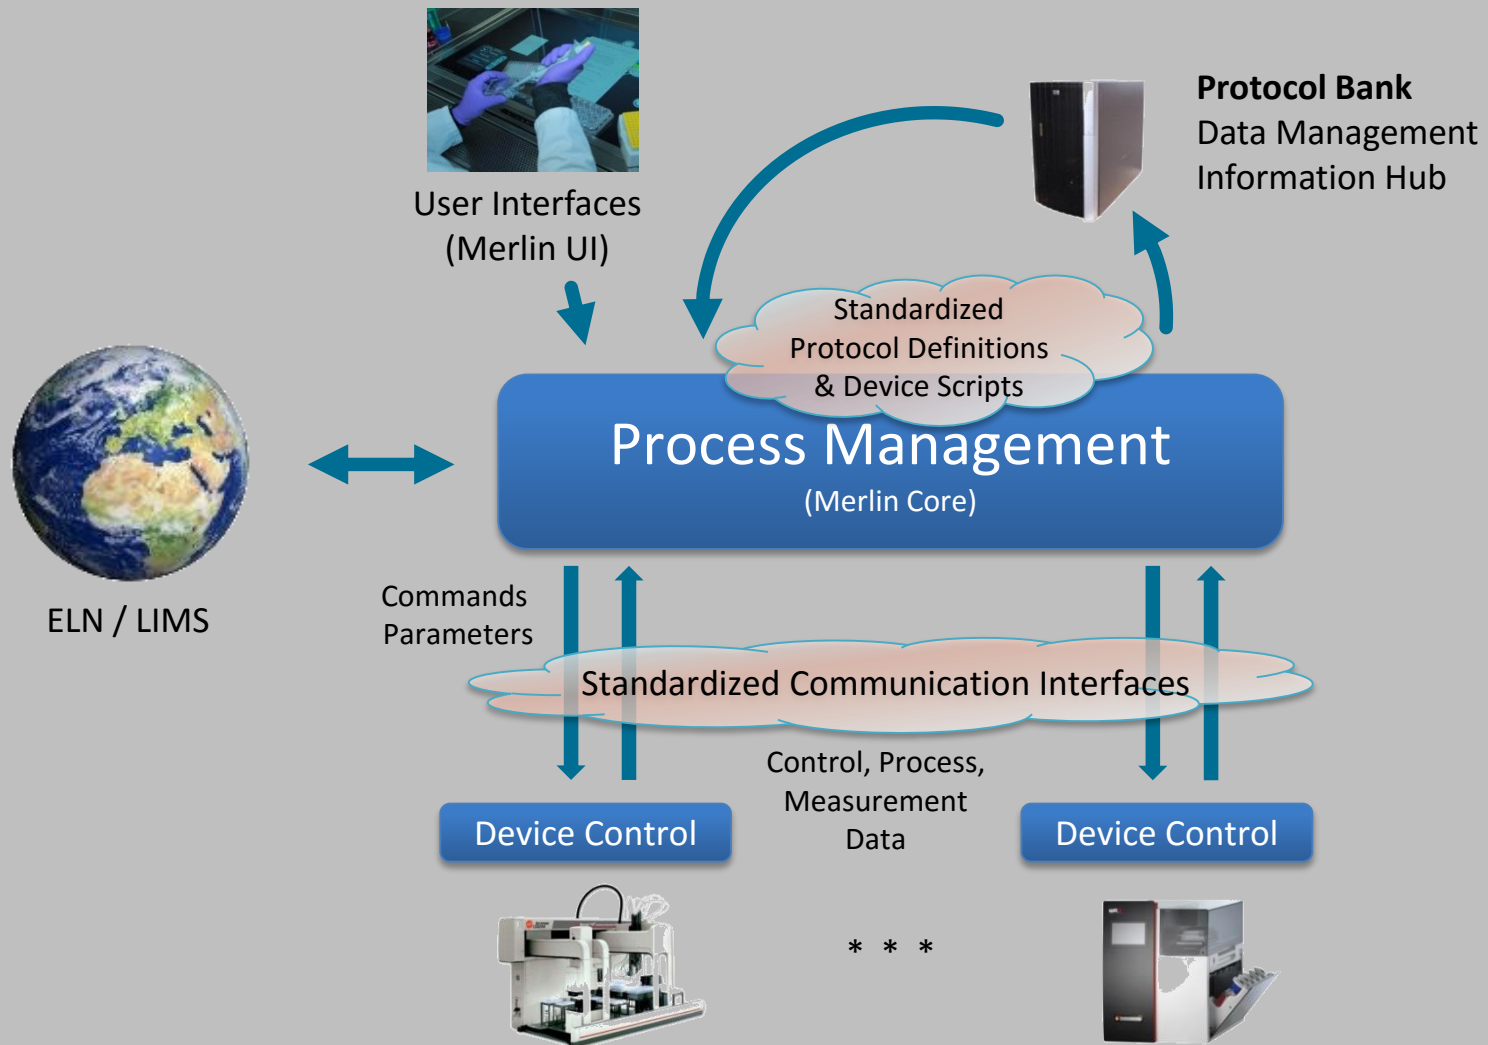 Protocol Bank
Data Management
Information Hub
User Interfaces
(Merlin UI)
Standardized
Protocol Definitions
& Device Scripts
Process Management
(Merlin Core)
ELN / LIMS
Commands
Parameters
Standardized Communication Interfaces
Control, Process,
Measurement
Data
Device Control
Device Control
* * *